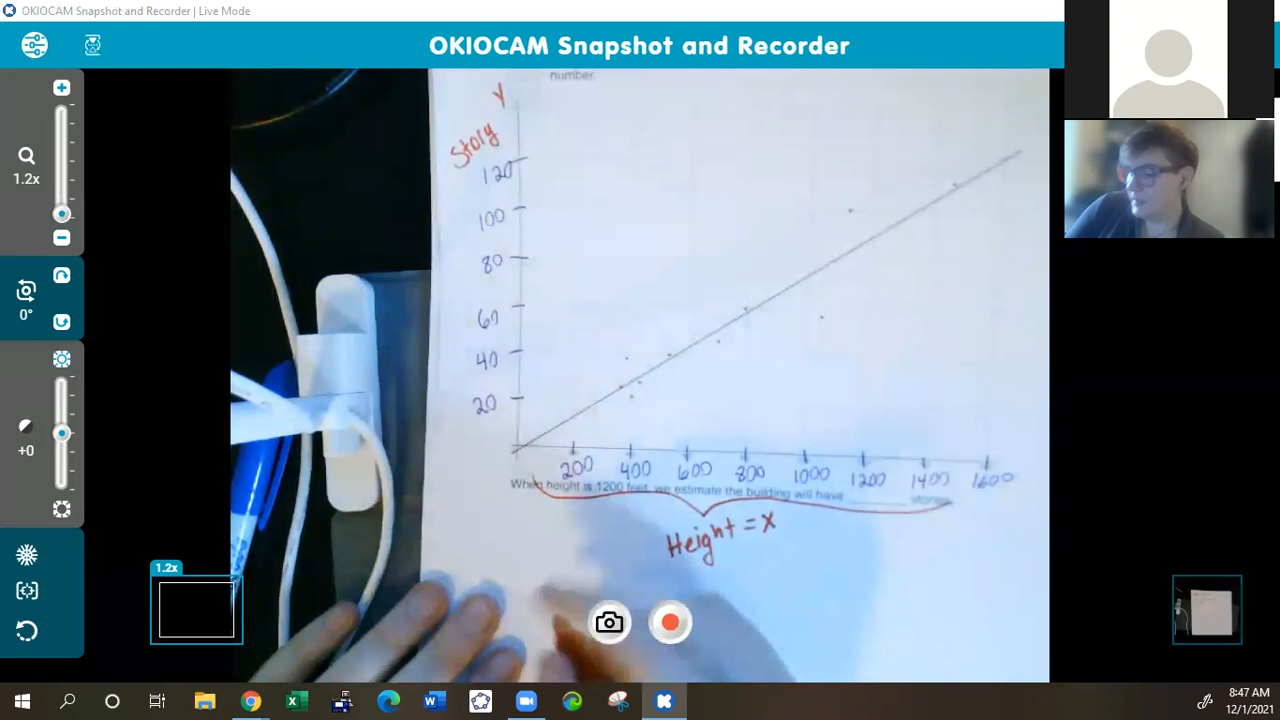 OKIOCAM Snapshot and Recorder | Live Mode
OKIOCAM Snapshot and Recorder
1.2x
0°
+0
1.2x
number.
Y
Story
120
100
80
60
40
20
200 400 600 800 1000 1200 1400 1600
When height is 1200 feet, we estimate the building will have ______ stories
Height = x
8:47 AM
12/1/2021